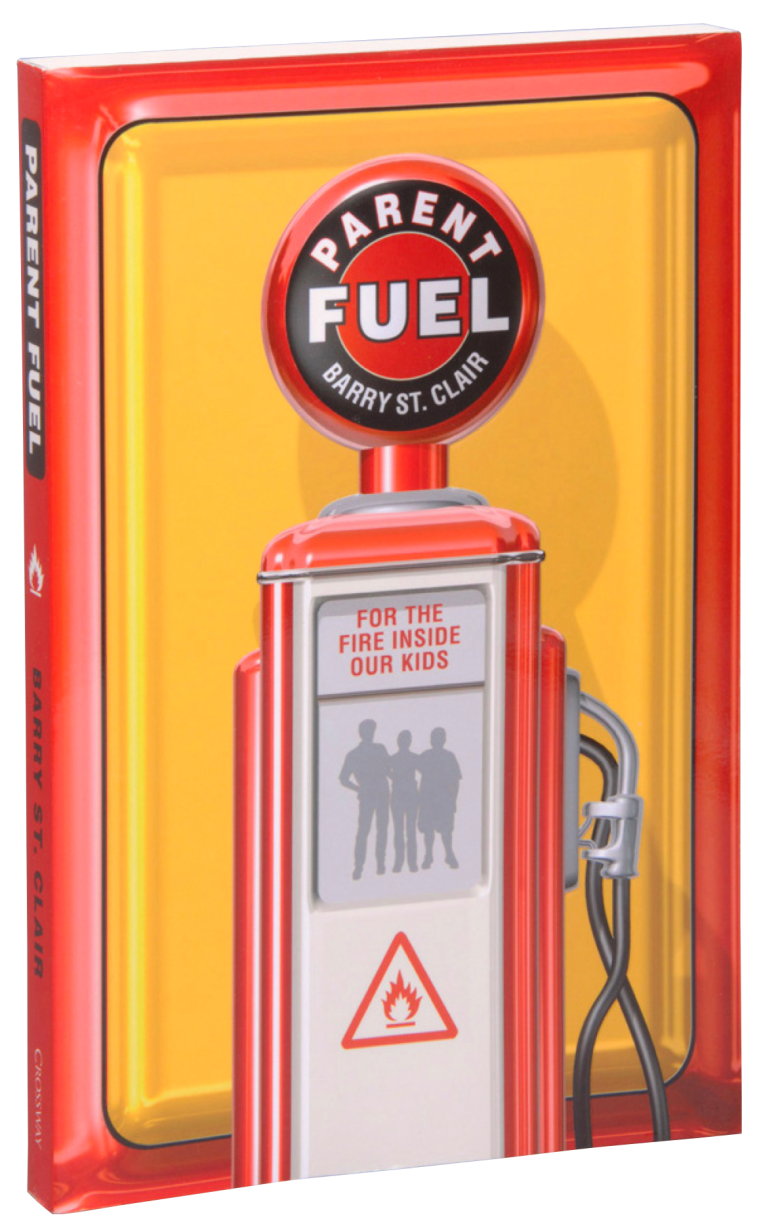 PARENT FUEL
BARRY ST. CLAIR
CROSSWAY
PARENT
FUEL
BARRY ST. CLAIR
FOR THE
FIRE INSIDE
OUR KIDS